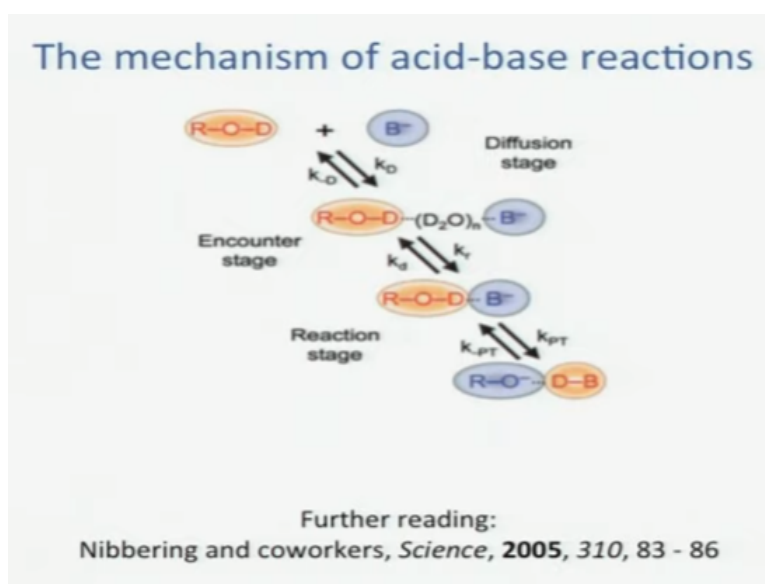 The mechanism of acid-base reactions
R–O–D + B⁻
Diffusion
stage
k-D kD
R–O–D–(D₂O)ₙ–B⁻
Encounter
stage
kd kr
R–O–D–B⁻
Reaction
stage
k-PT kPT
R–O⁻···D–B
Further reading:
Nibbering and coworkers, Science, 2005, 310, 83 - 86